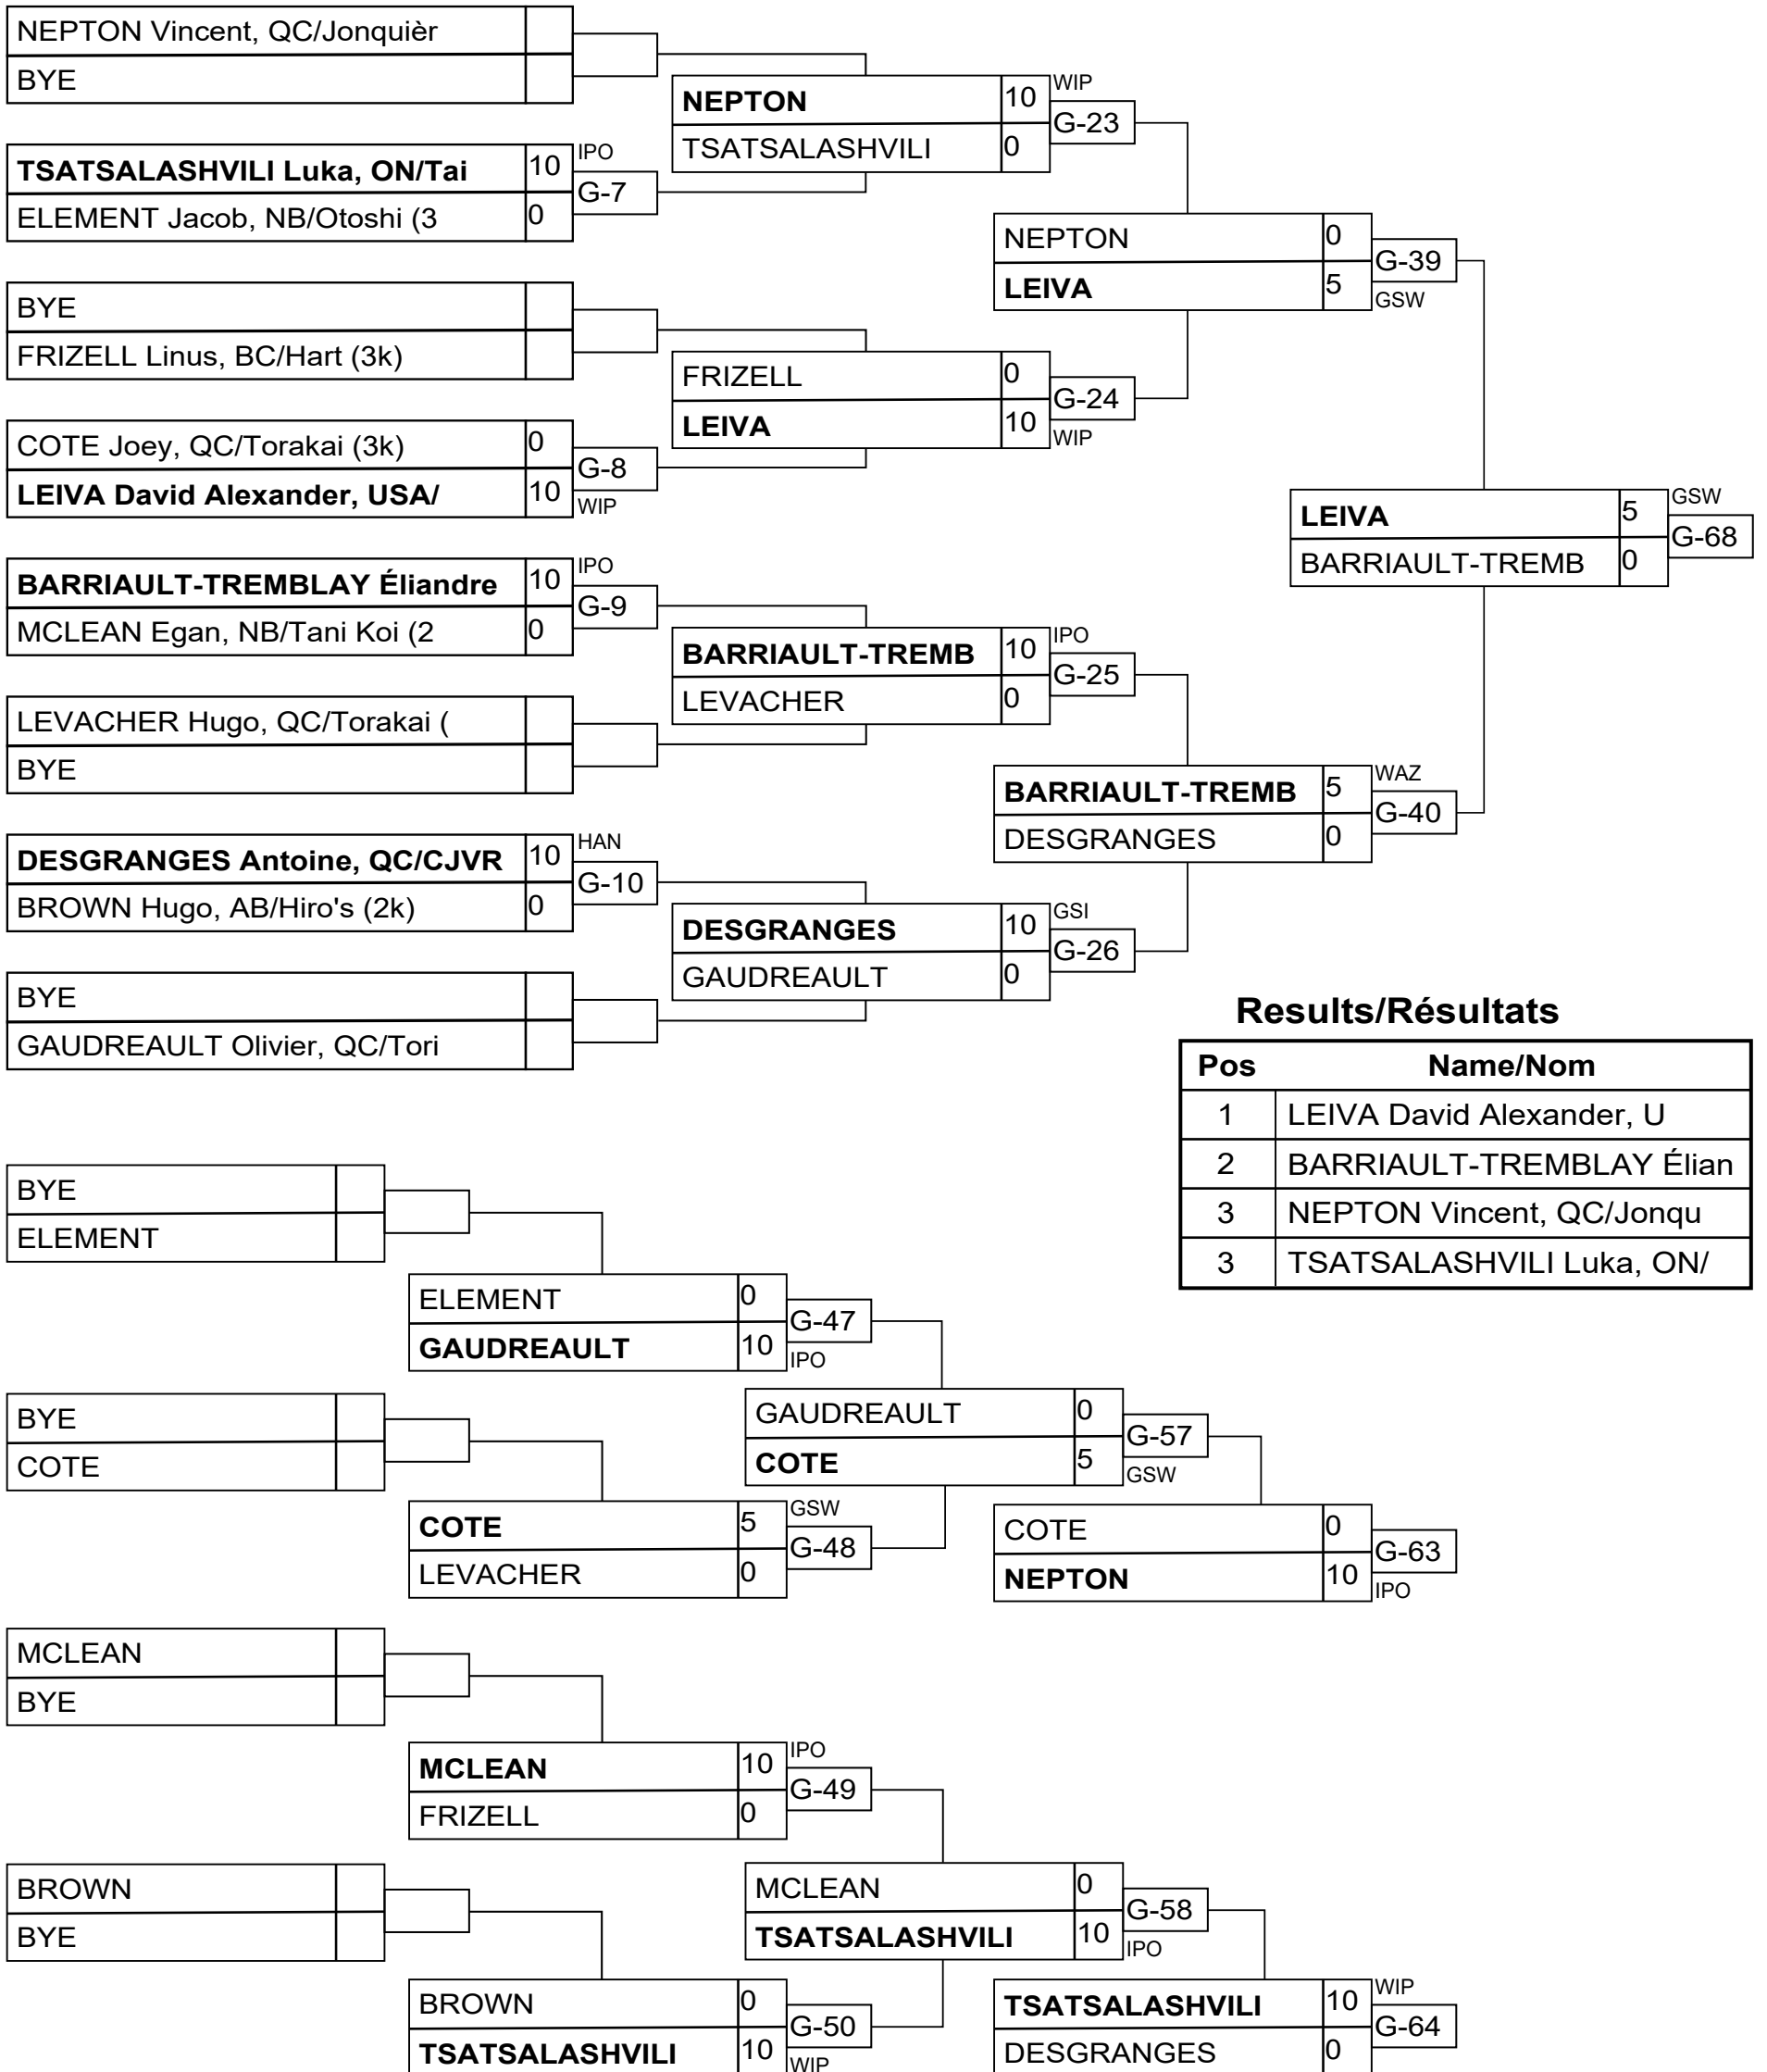 NEPTON Vincent, QC/Jonquièr
BYE
TSATSALASHVILI Luka, ON/Tai 10 IPO
G-7
ELEMENT Jacob, NB/Otoshi (3 0
BYE
FRIZELL Linus, BC/Hart (3k)
COTE Joey, QC/Torakai (3k) 0
G-8
LEIVA David Alexander, USA/ 10 WIP
BARRIAULT-TREMBLAY Éliandre 10 IPO
G-9
MCLEAN Egan, NB/Tani Koi (2 0
LEVACHER Hugo, QC/Torakai (
BYE
DESGRANGES Antoine, QC/CJVR 10 HAN
G-10
BROWN Hugo, AB/Hiro's (2k) 0
BYE
GAUDREAULT Olivier, QC/Tori
NEPTON 10 WIP
G-23
TSATSALASHVILI 0
FRIZELL 0
G-24
LEIVA 10 WIP
BARRIAULT-TREMB 10 IPO
G-25
LEVACHER 0
DESGRANGES 10 GSI
G-26
GAUDREAULT 0
NEPTON 0
G-39
LEIVA 5 GSW
BARRIAULT-TREMB 5 WAZ
G-40
DESGRANGES 0
LEIVA 5 GSW
G-68
BARRIAULT-TREMB 0
Results/Résultats
Pos Name/Nom
1 LEIVA David Alexander, U
2 BARRIAULT-TREMBLAY Élian
3 NEPTON Vincent, QC/Jonqu
3 TSATSALASHVILI Luka, ON/
BYE
ELEMENT
BYE
COTE
ELEMENT 0
G-47
GAUDREAULT 10 IPO
COTE 5 GSW
G-48
LEVACHER 0
GAUDREAULT 0
G-57
COTE 5 GSW
COTE 0
G-63
NEPTON 10 IPO
MCLEAN
BYE
BROWN
BYE
MCLEAN 10 IPO
G-49
FRIZELL 0
BROWN 0
G-50
TSATSALASHVILI 10 WIP
MCLEAN 0
G-58
TSATSALASHVILI 10 IPO
TSATSALASHVILI 10 WIP
G-64
DESGRANGES 0